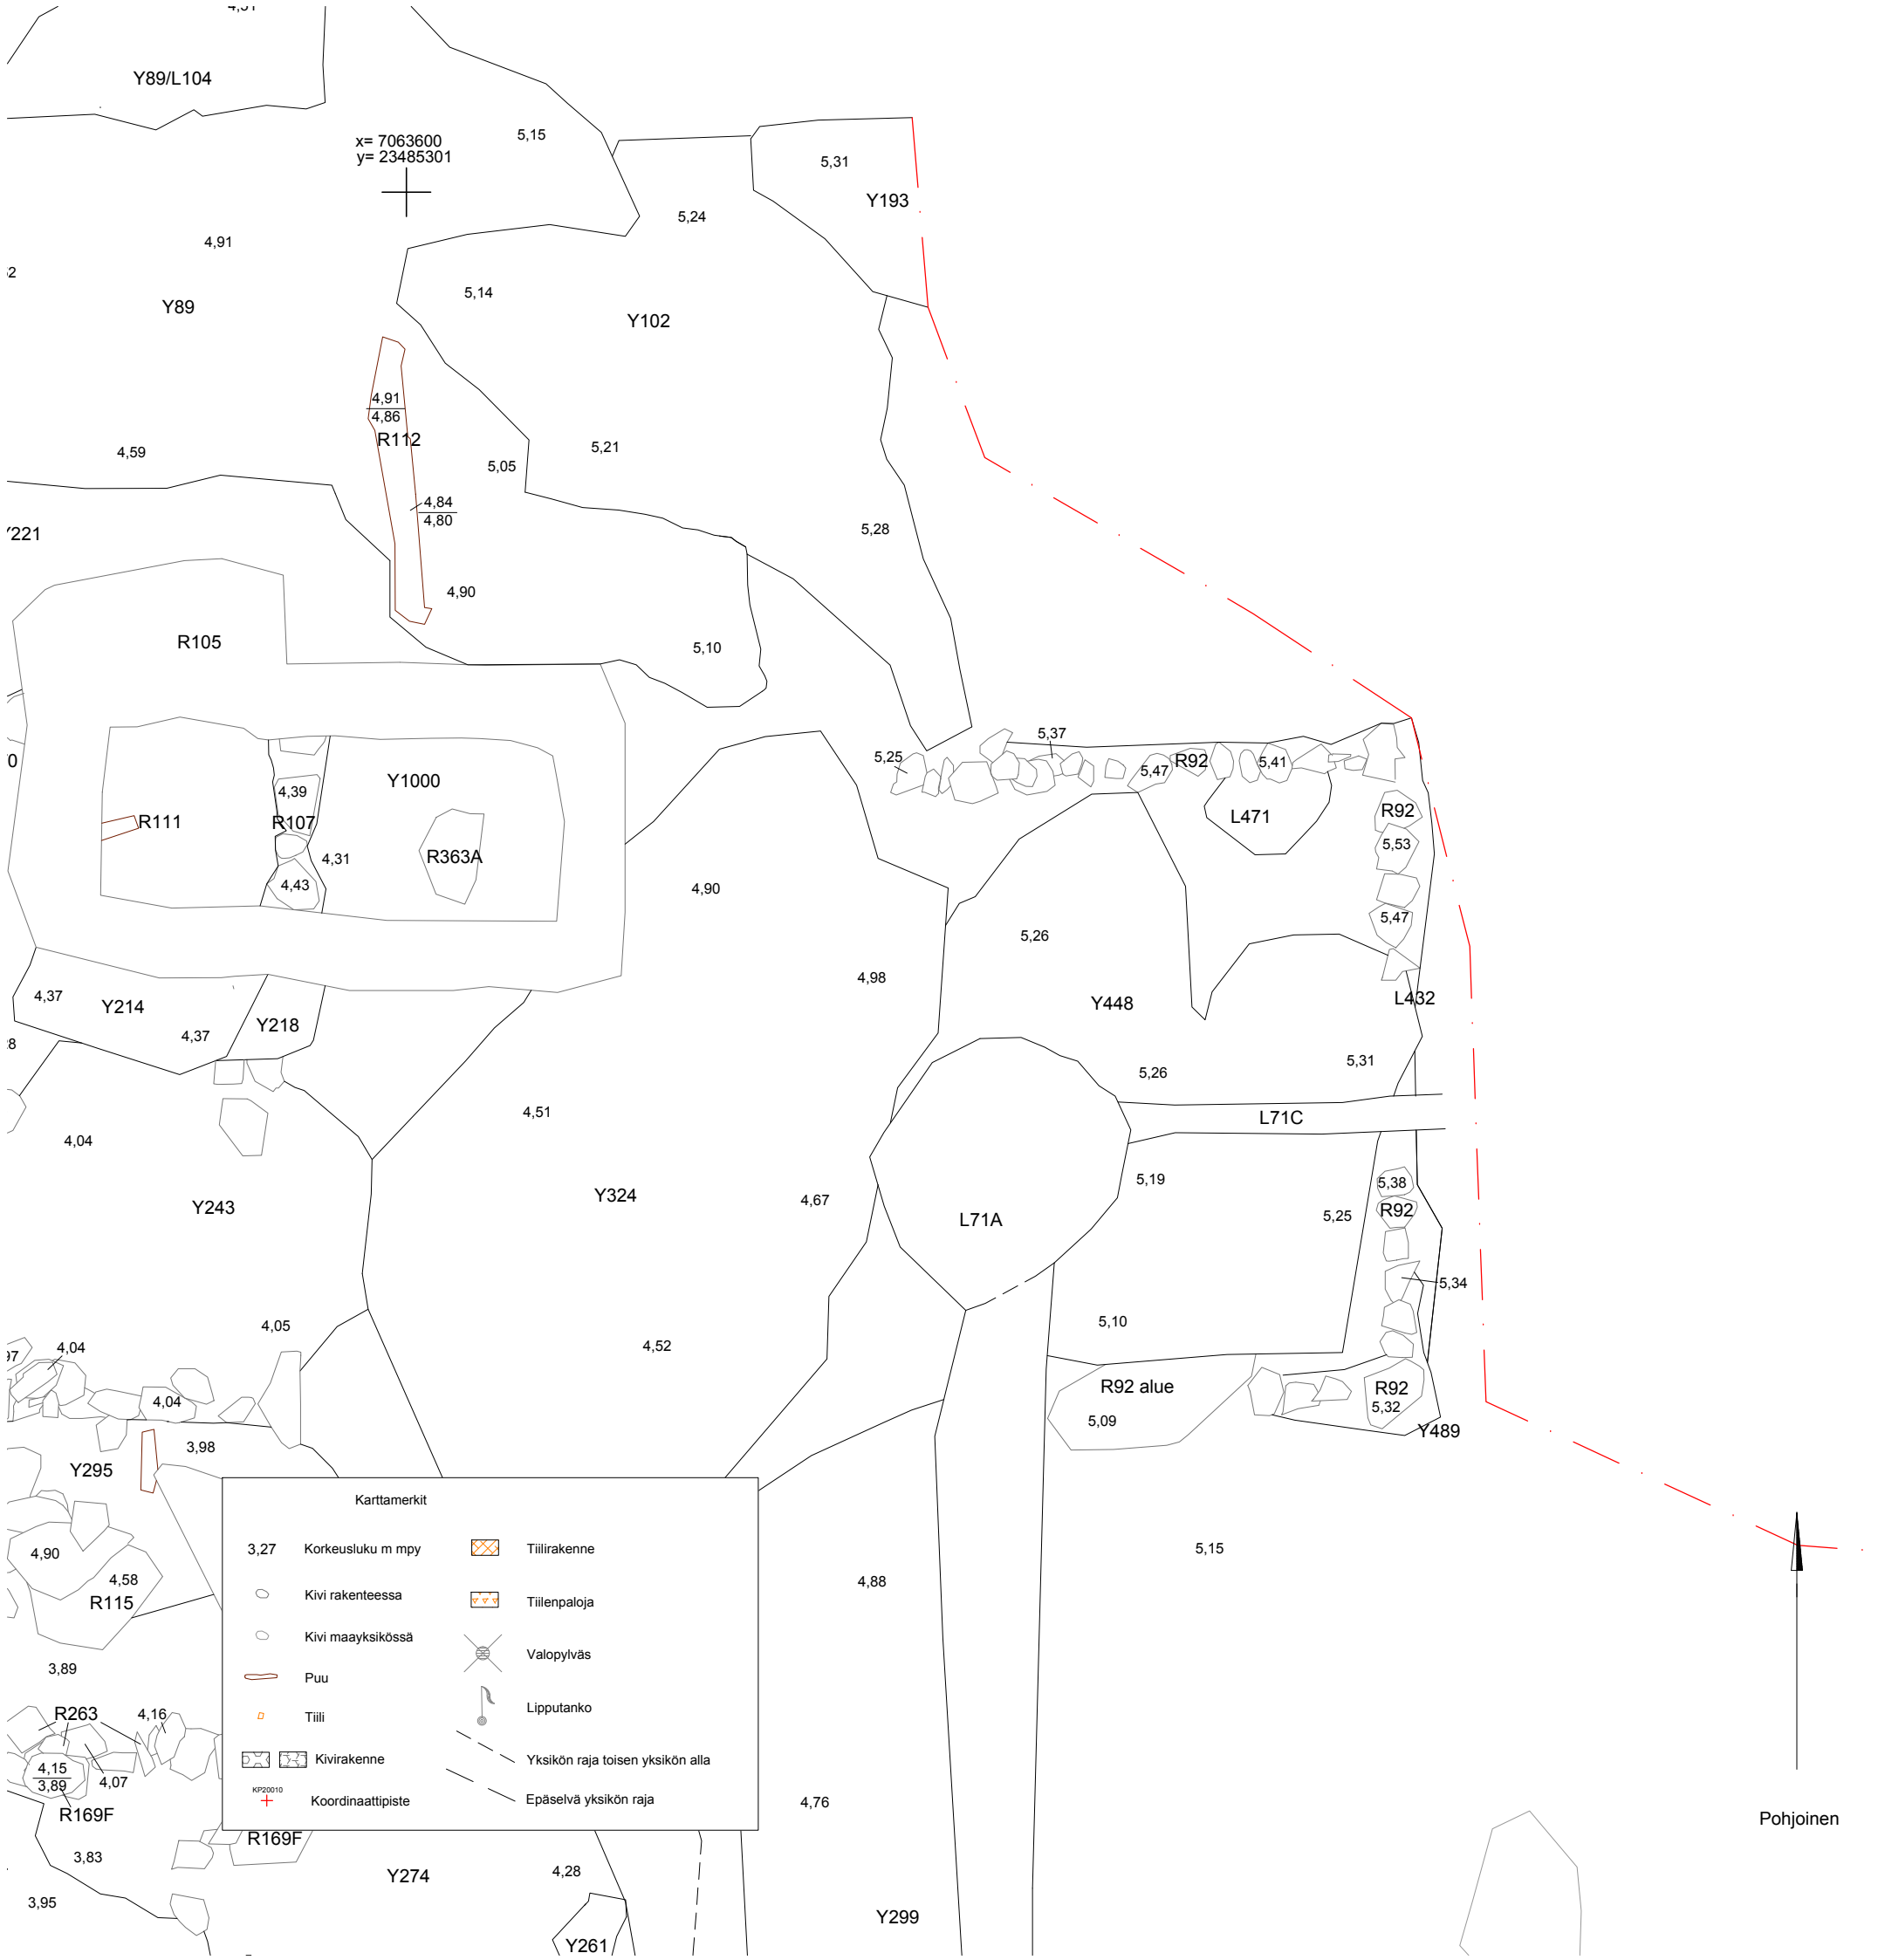 Y89/L104
x= 7063600
y= 23485301
5,15
5,31
Y193
5,24
4,91
5,14
Y89
Y102
4,91
4,86
R112
4,59
5,21
5,05
4,84
4,80
5,28
Y221
4,90
R105
5,10
5,37
5,25
5,47
R92
5,41
Y1000
4,39
R111
R107
4,31
R363A
4,43
L471
R92
5,53
5,47
4,90
5,26
4,98
4,37
Y214
4,37
Y218
Y448
L432
5,31
5,26
4,51
L71C
4,04
5,19
5,38
R92
5,25
Y243
Y324
4,67
L71A
5,34
4,05
5,10
4,52
4,04
4,04
R92 alue
5,09
R92
5,32
Y489
3,98
Y295
4,90
4,58
R115
3,89
R263
4,16
4,15
3,89
4,07
R169F
R169F
3,83
3,95
Karttamerkit
3,27 Korkeusluku m mpy
Kivi rakenteessa
Kivi maayksikössä
Puu
Tiili
Kivirakenne
KP20010
Koordinaattipiste
Tiilirakenne
Tiilenpaloja
Valopylväs
Lipputanko
Yksikön raja toisen yksikön alla
Epäselvä yksikön raja
4,88
5,15
4,76
Pohjoinen
Y274
4,28
Y261
Y299